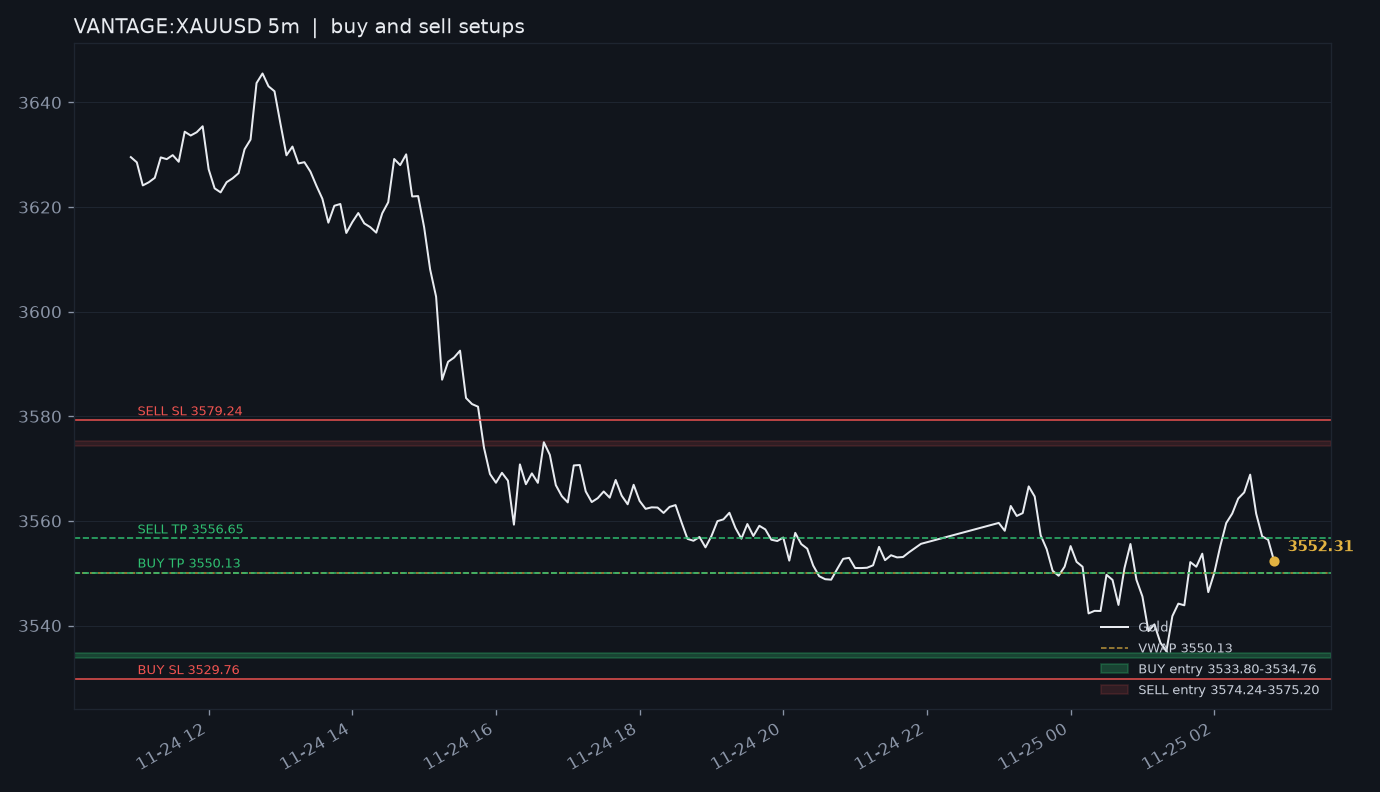 VANTAGE:XAUUSD 5m | buy and sell setups
3640
3620
3600
3580
3560
3540
SELL SL 3579.24
SELL TP 3556.65
BUY TP 3550.13
BUY SL 3529.76
3552.31
Gold
VWAP 3550.13
BUY entry 3533.80-3534.76
SELL entry 3574.24-3575.20
11-24 12
11-24 14
11-24 16
11-24 18
11-24 20
11-24 22
11-25 00
11-25 02